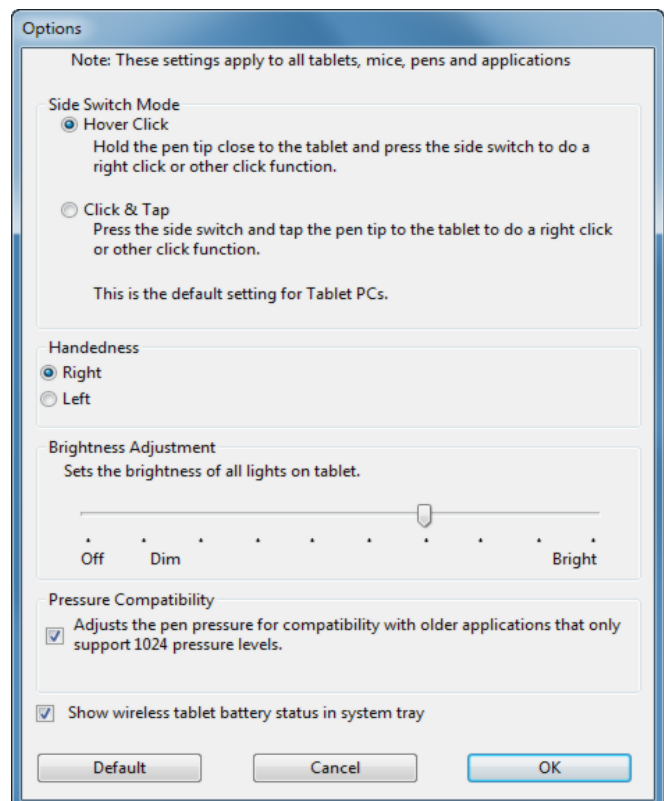 Options
Note: These settings apply to all tablets, mice, pens and applications
Side Switch Mode
Hover Click
Hold the pen tip close to the tablet and press the side switch to do a
right click or other click function.
Click & Tap
Press the side switch and tap the pen tip to the tablet to do a right click
or other click function.
This is the default setting for Tablet PCs.
Handedness
Right
Left
Brightness Adjustment
Sets the brightness of all lights on tablet.
Off Dim Bright
Pressure Compatibility
Adjusts the pen pressure for compatibility with older applications that only
support 1024 pressure levels.
Show wireless tablet battery status in system tray
Default Cancel OK